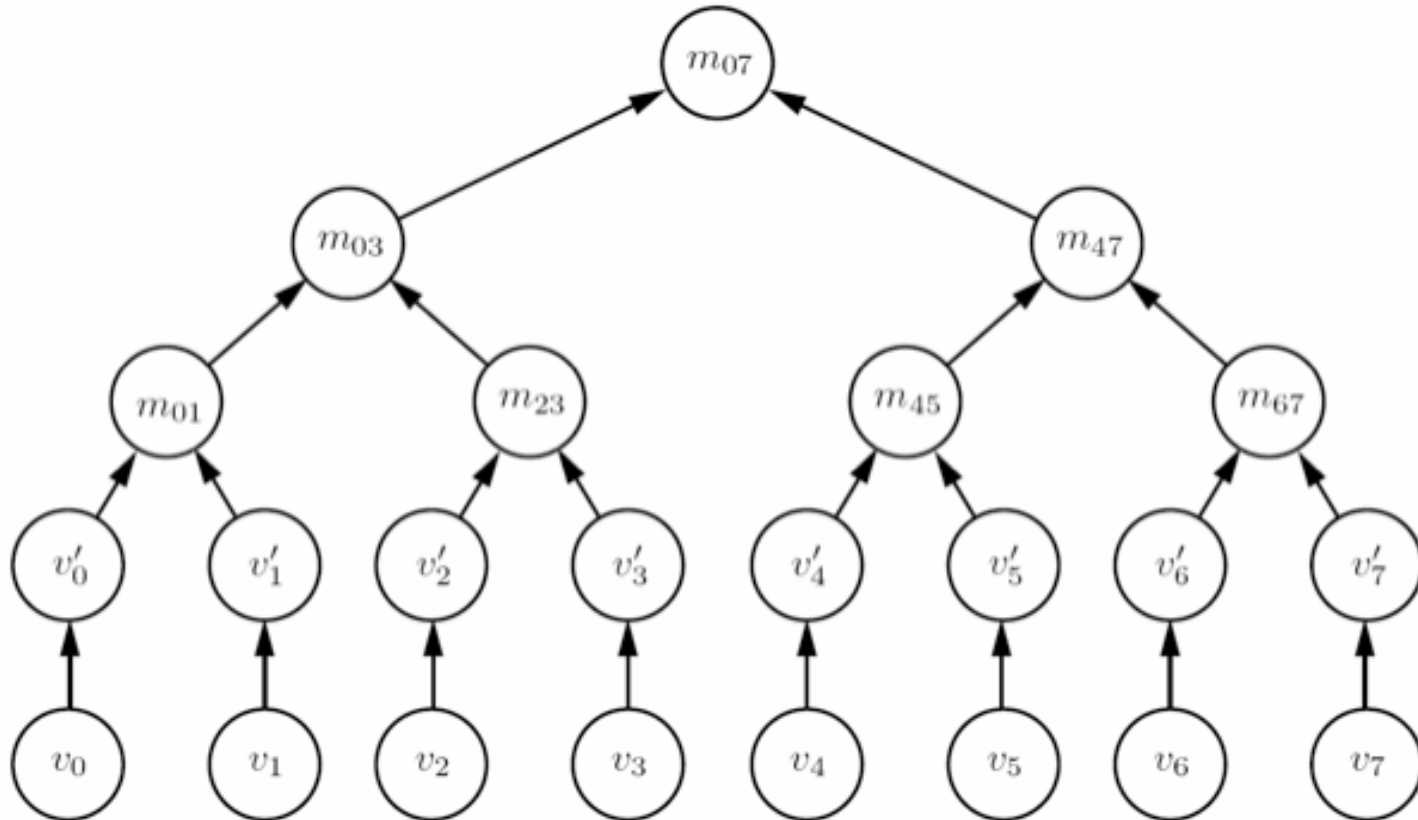 m₀₇
m₀₃ m₄₇
m₀₁ m₂₃ m₄₅ m₆₇
v′₀ v′₁ v′₂ v′₃ v′₄ v′₅ v′₆ v′₇
v₀ v₁ v₂ v₃ v₄ v₅ v₆ v₇